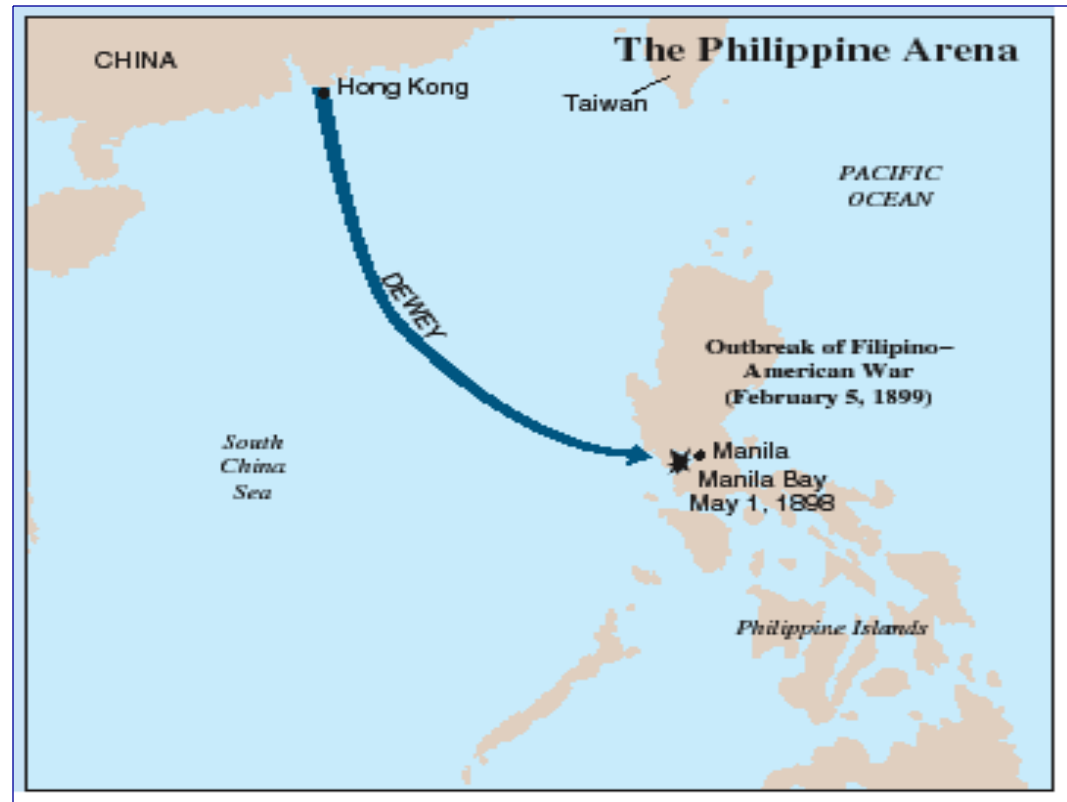 The Philippine Arena
CHINA
Hong Kong
Taiwan
PACIFIC
OCEAN
DEWEY
Outbreak of Filipino–
American War
(February 5, 1899)
South
China
Sea
Manila
Manila Bay
May 1, 1898
Philippine Islands